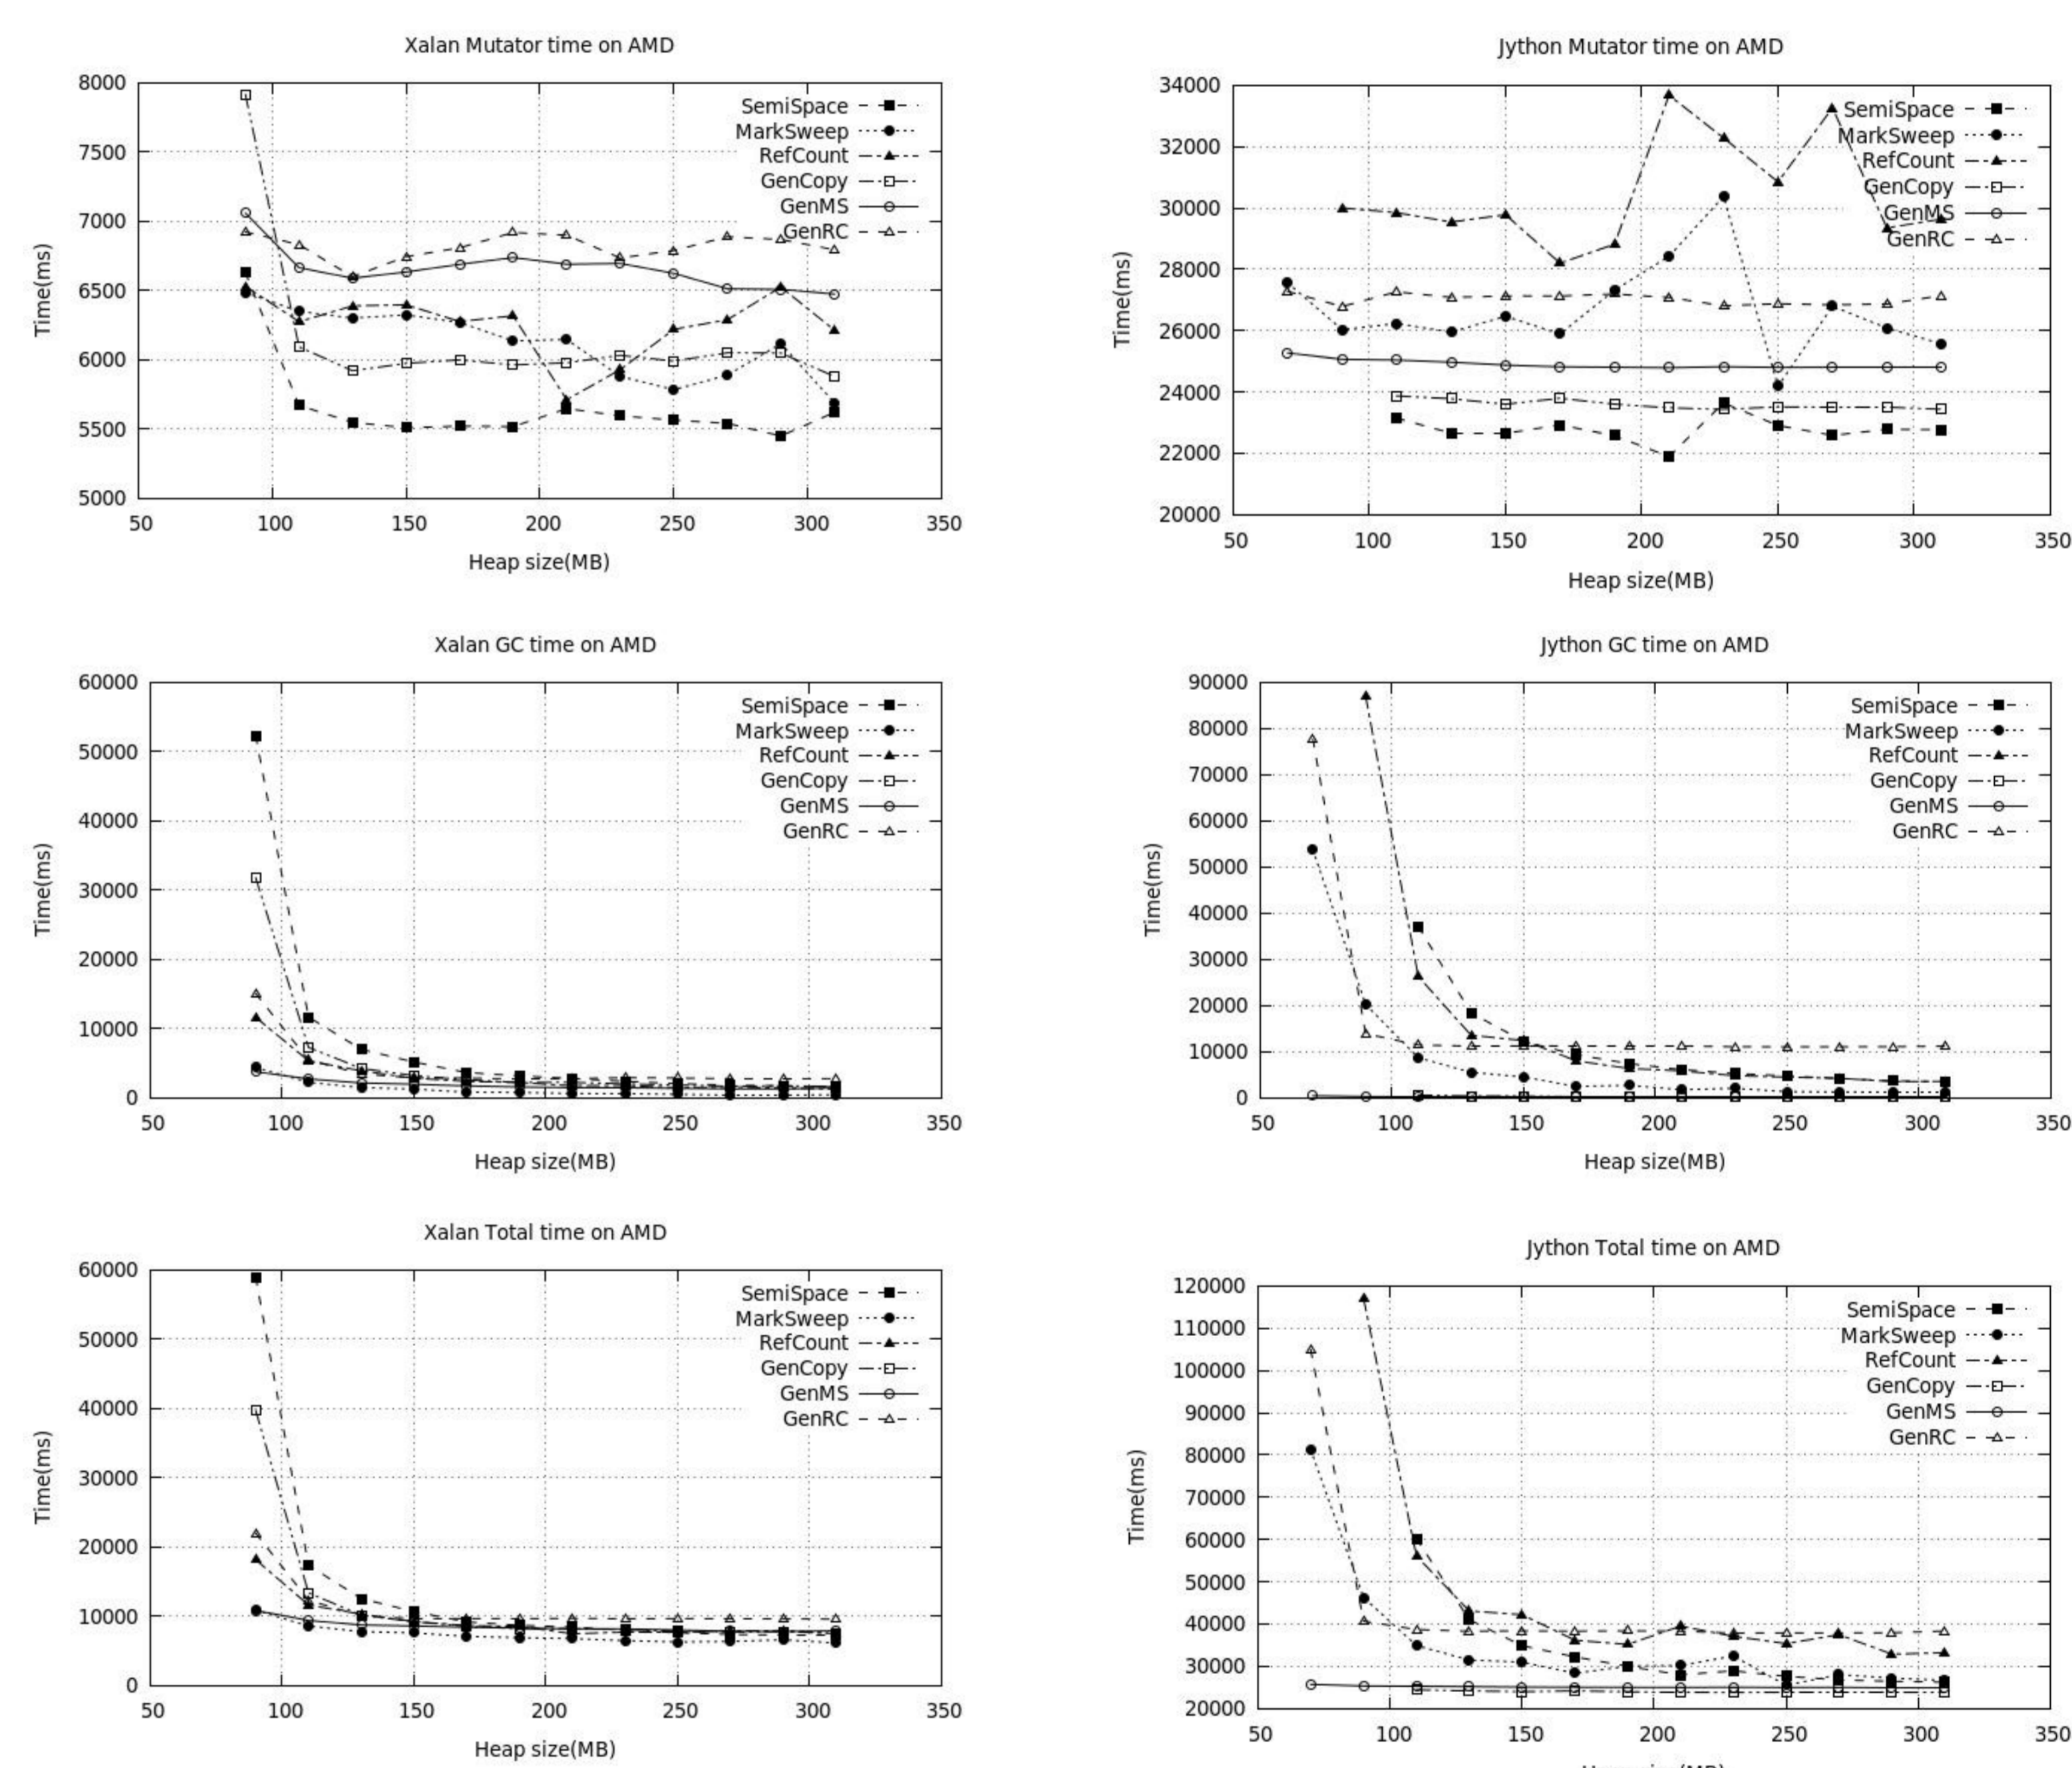 Xalan Mutator time on AMD
8000
7500
7000
6500
6000
5500
5000
Time(ms)
SemiSpace
MarkSweep
RefCount
GenCopy
GenMS
GenRC
50 100 150 200 250 300 350
Heap size(MB)
Jython Mutator time on AMD
34000
32000
30000
28000
26000
24000
22000
20000
Time(ms)
SemiSpace
MarkSweep
RefCount
GenCopy
GenMS
GenRC
50 100 150 200 250 300 350
Heap size(MB)
Xalan GC time on AMD
60000
50000
40000
30000
20000
10000
0
Time(ms)
SemiSpace
MarkSweep
RefCount
GenCopy
GenMS
GenRC
50 100 150 200 250 300 350
Heap size(MB)
Jython GC time on AMD
90000
80000
70000
60000
50000
40000
30000
20000
10000
0
Time(ms)
SemiSpace
MarkSweep
RefCount
GenCopy
GenMS
GenRC
50 100 150 200 250 300 350
Heap size(MB)
Xalan Total time on AMD
60000
50000
40000
30000
20000
10000
0
Time(ms)
SemiSpace
MarkSweep
RefCount
GenCopy
GenMS
GenRC
50 100 150 200 250 300 350
Heap size(MB)
Jython Total time on AMD
120000
110000
100000
90000
80000
70000
60000
50000
40000
30000
20000
Time(ms)
SemiSpace
MarkSweep
RefCount
GenCopy
GenMS
GenRC
50 100 150 200 250 300 350